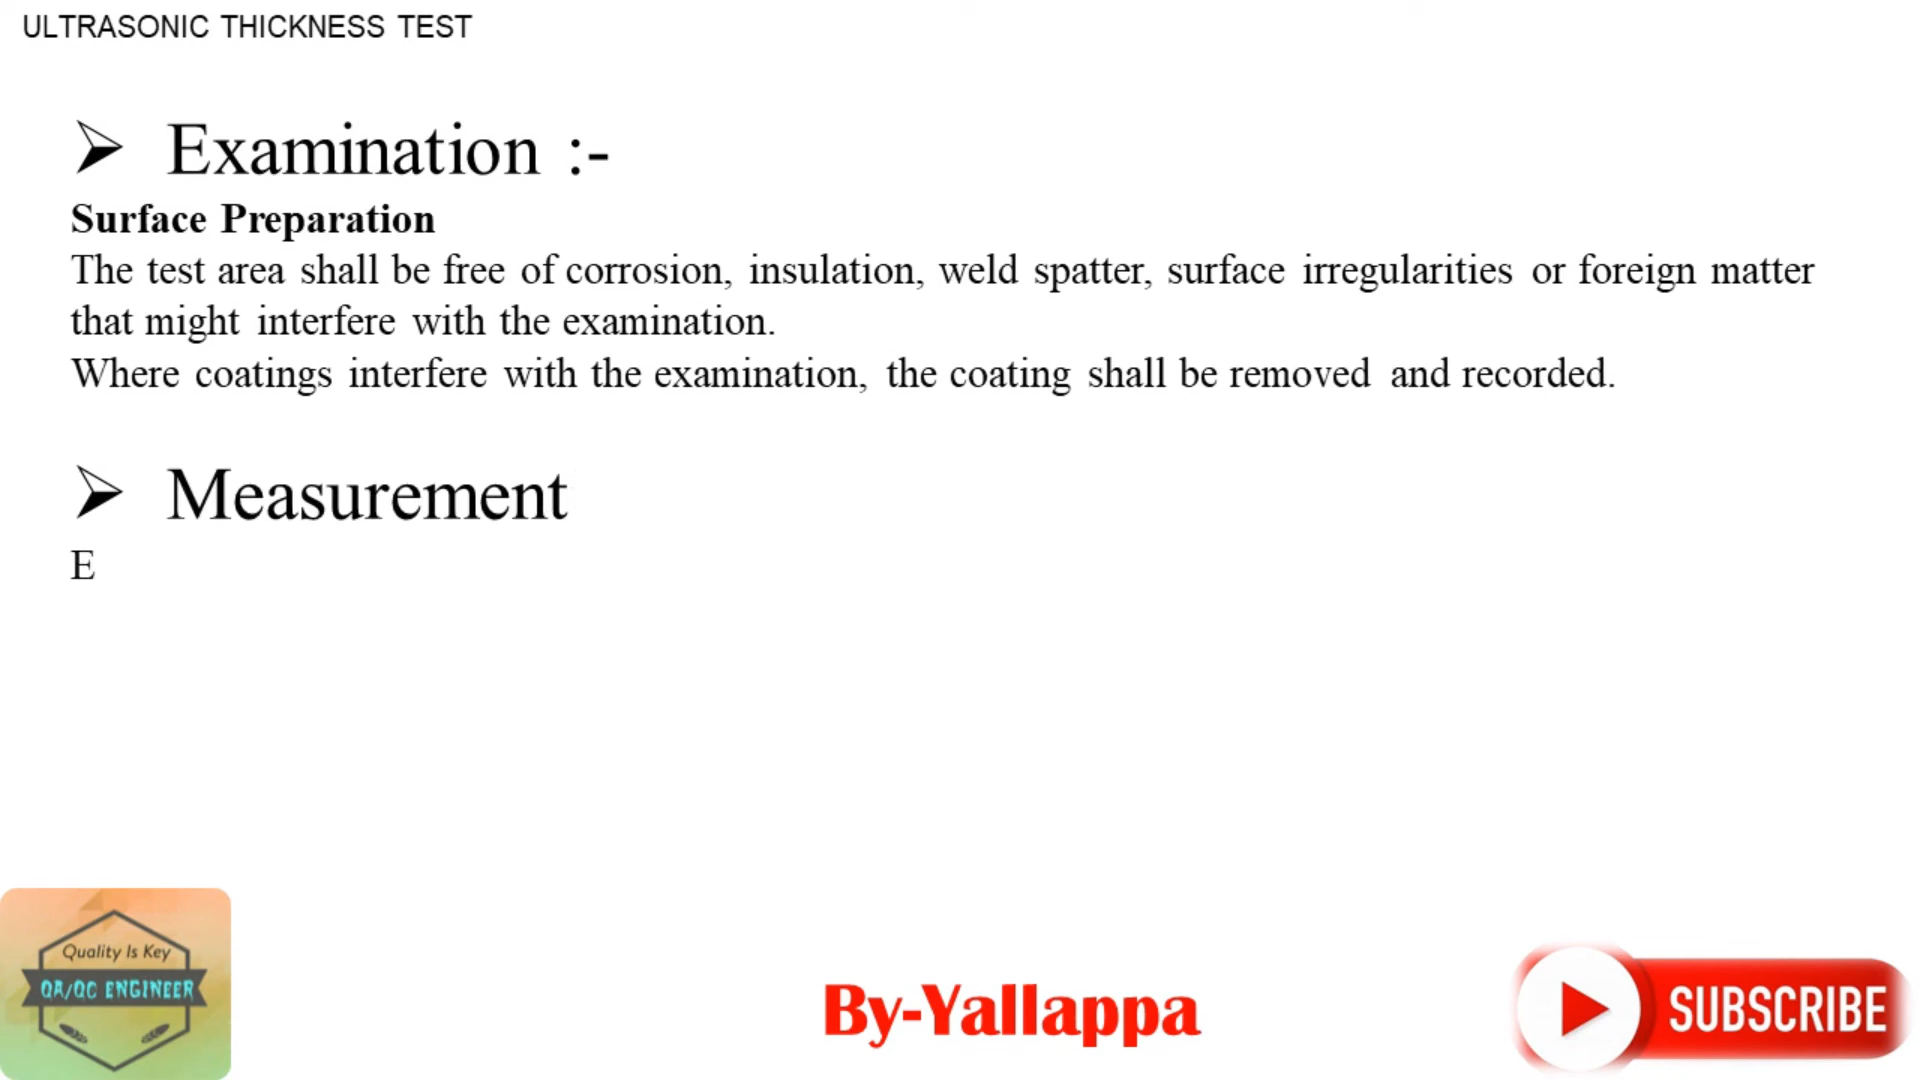 ULTRASONIC THICKNESS TEST
➢ Examination :-
Surface Preparation
The test area shall be free of corrosion, insulation, weld spatter, surface irregularities or foreign matter
that might interfere with the examination.
Where coatings interfere with the examination, the coating shall be removed and recorded.
➢ Measurement
E
Quality Is Key
QA/QC ENGINEER
By-Yallappa
SUBSCRIBE